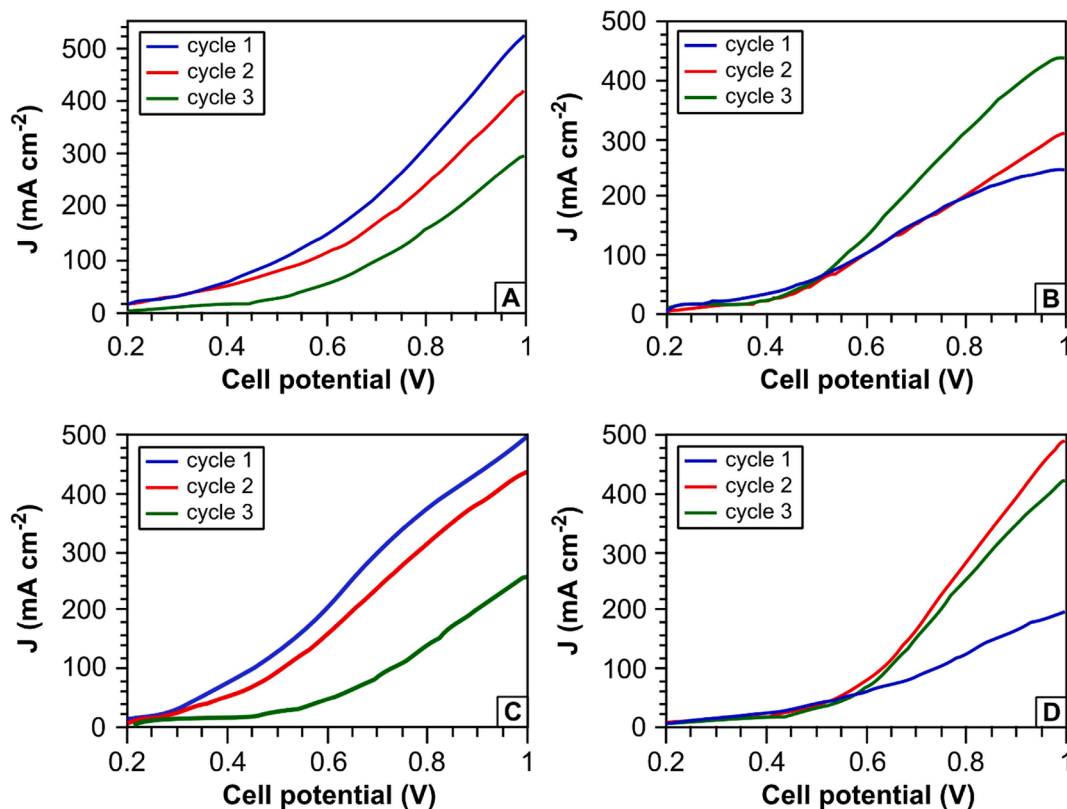 cycle 1
cycle 2
cycle 3
500
400
300
200
100
0
0.2 0.4 0.6 0.8 1
J (mA cm-2)
Cell potential (V)
A
cycle 1
cycle 2
cycle 3
500
400
300
200
100
0
0.2 0.4 0.6 0.8 1
J (mA cm-2)
Cell potential (V)
B
cycle 1
cycle 2
cycle 3
500
400
300
200
100
0
0.2 0.4 0.6 0.8 1
J (mA cm-2)
Cell potential (V)
C
cycle 1
cycle 2
cycle 3
500
400
300
200
100
0
0.2 0.4 0.6 0.8 1
J (mA cm-2)
Cell potential (V)
D